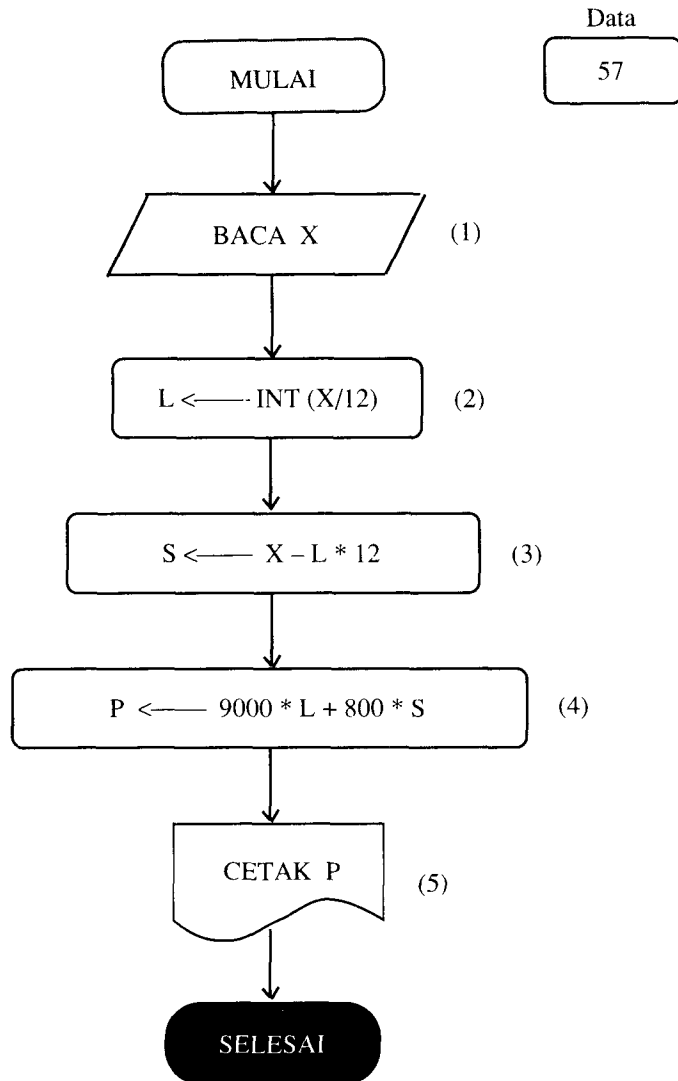 Data
MULAI
57
BACA X
(1)
L <—— INT (X/12)
(2)
S <—— X – L * 12
(3)
P <—— 9000 * L + 800 * S
(4)
CETAK P
(5)
SELESAI